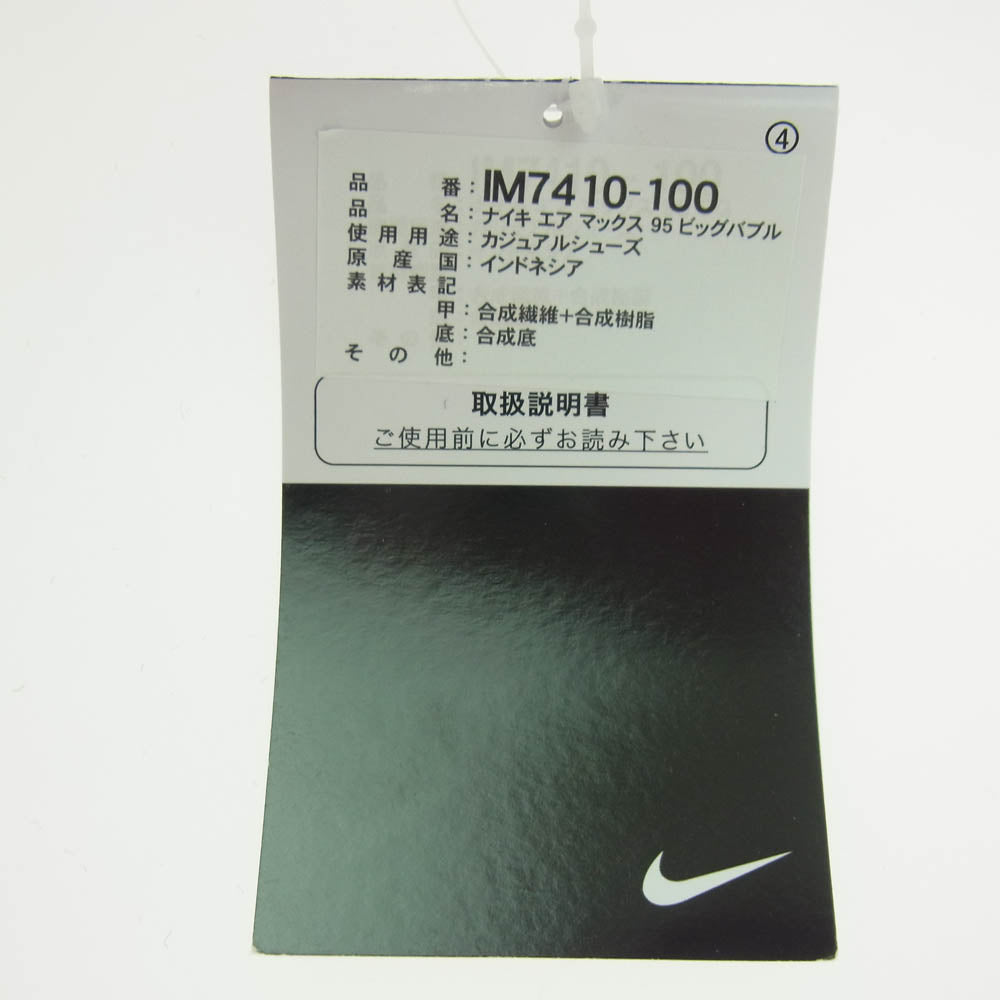 ④
品番：IM7410-100
品名：ナイキ エア マックス 95 ビッグバブル
使用用途：カジュアルシューズ
原産国：インドネシア
素材表記
甲：合成繊維+合成樹脂
底：合成底
その他：
取扱説明書
ご使用前に必ずお読み下さい